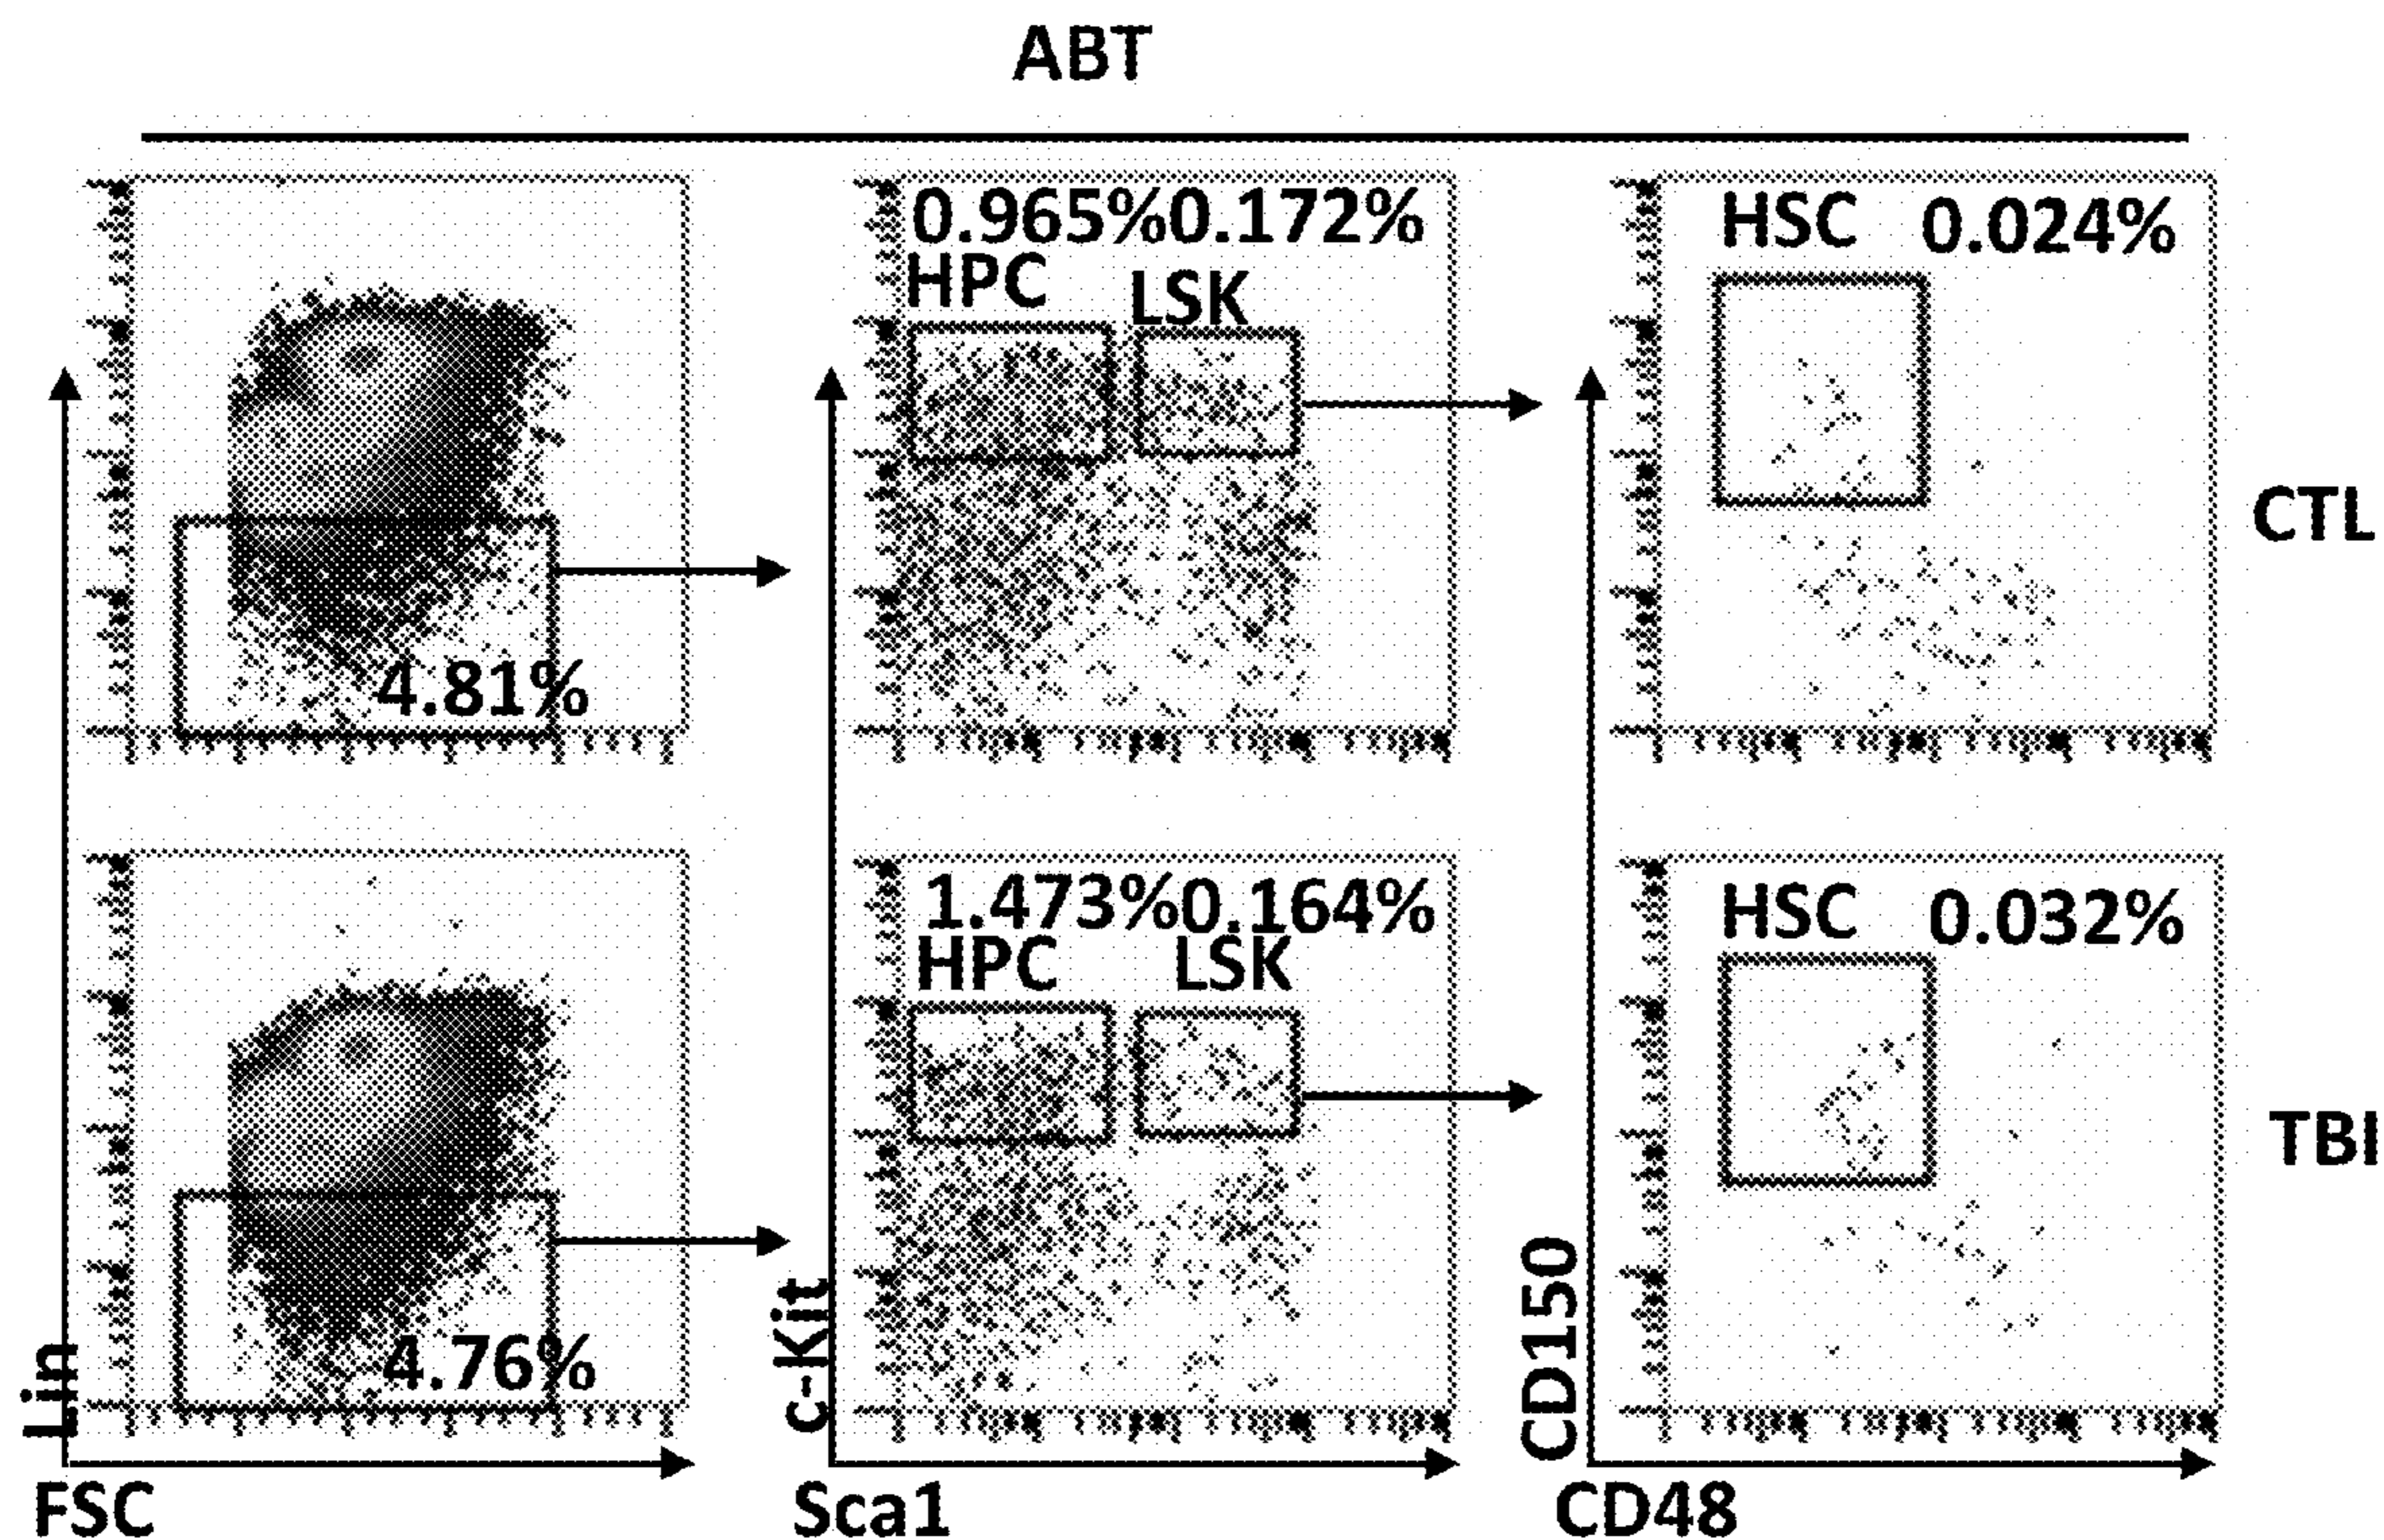 ABT
0.965% 0.172%
HPC LSK
HSC 0.024%
CTL
4.81%
1.473% 0.164%
HPC LSK
HSC 0.032%
TBI
4.76%
Lin
c-Kit
CD150
FSC
Sca1
CD48